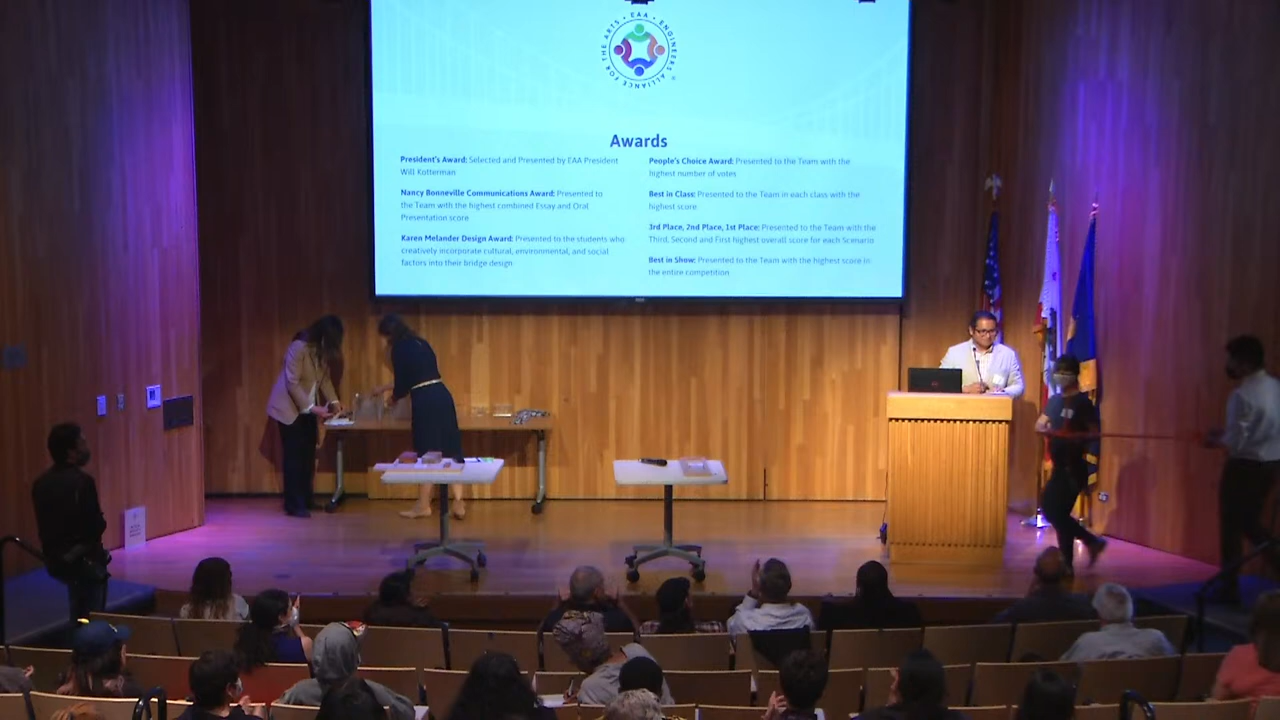 EAA • ENGINEERS ALLIANCE FOR THE ARTS •
Awards
President's Award: Selected and Presented by EAA President
Will Kotterman
Nancy Bonneville Communications Award: Presented to
the Team with the highest combined Essay and Oral
Presentation score
Karen Melander Design Award: Presented to the students who
creatively incorporate cultural, environmental, and social
factors into their bridge design
People's Choice Award: Presented to the Team with the
highest number of votes
Best in Class: Presented to the Team in each class with the
highest score
3rd Place, 2nd Place, 1st Place: Presented to the Team with the
Third, Second and First highest overall score for each Scenario
Best in Show: Presented to the Team with the highest score in
the entire competition